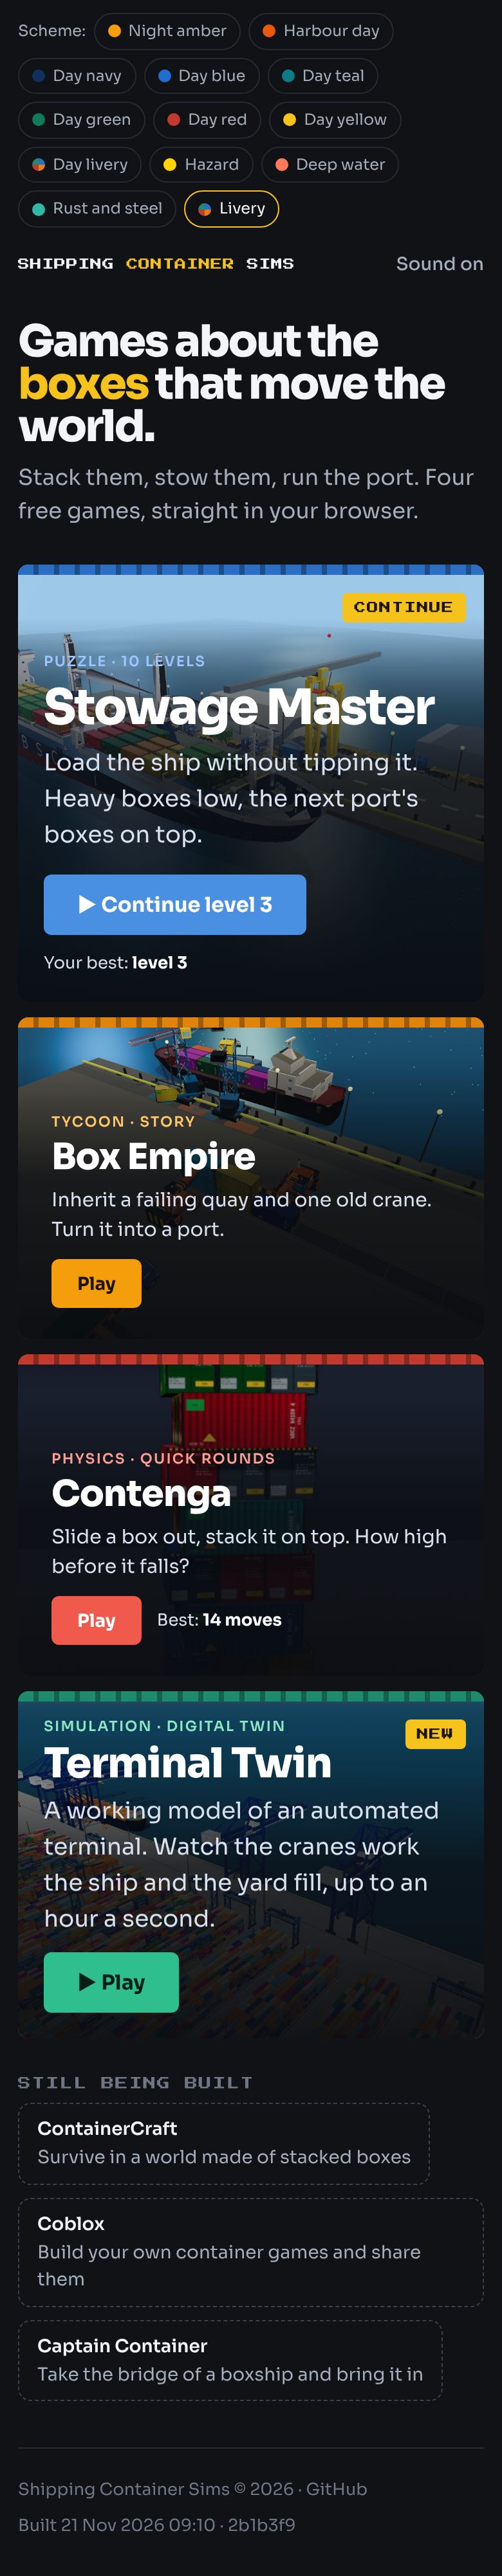 Scheme: Night amber Harbour day
Day navy Day blue Day teal
Day green Day red Day yellow
Day livery Hazard Deep water
Rust and steel Livery
SHIPPING CONTAINER SIMS Sound on
Games about the
boxes that move the
world.
Stack them, stow them, run the port. Four
free games, straight in your browser.
CONTINUE
PUZZLE · 10 LEVELS
Stowage Master
Load the ship without tipping it.
Heavy boxes low, the next port's
boxes on top.
▶ Continue level 3
Your best: level 3
TYCOON · STORY
Box Empire
Inherit a failing quay and one old crane.
Turn it into a port.
Play
PHYSICS · QUICK ROUNDS
Contenga
Slide a box out, stack it on top. How high
before it falls?
Play Best: 14 moves
SIMULATION · DIGITAL TWIN
NEW
Terminal Twin
A working model of an automated
terminal. Watch the cranes work
the ship and the yard fill, up to an
hour a second.
▶ Play
STILL BEING BUILT
ContainerCraft
Survive in a world made of stacked boxes
Coblox
Build your own container games and share
them
Captain Container
Take the bridge of a boxship and bring it in
Shipping Container Sims © 2026 · GitHub
Built 21 Nov 2026 09:10 · 2b1b3f9